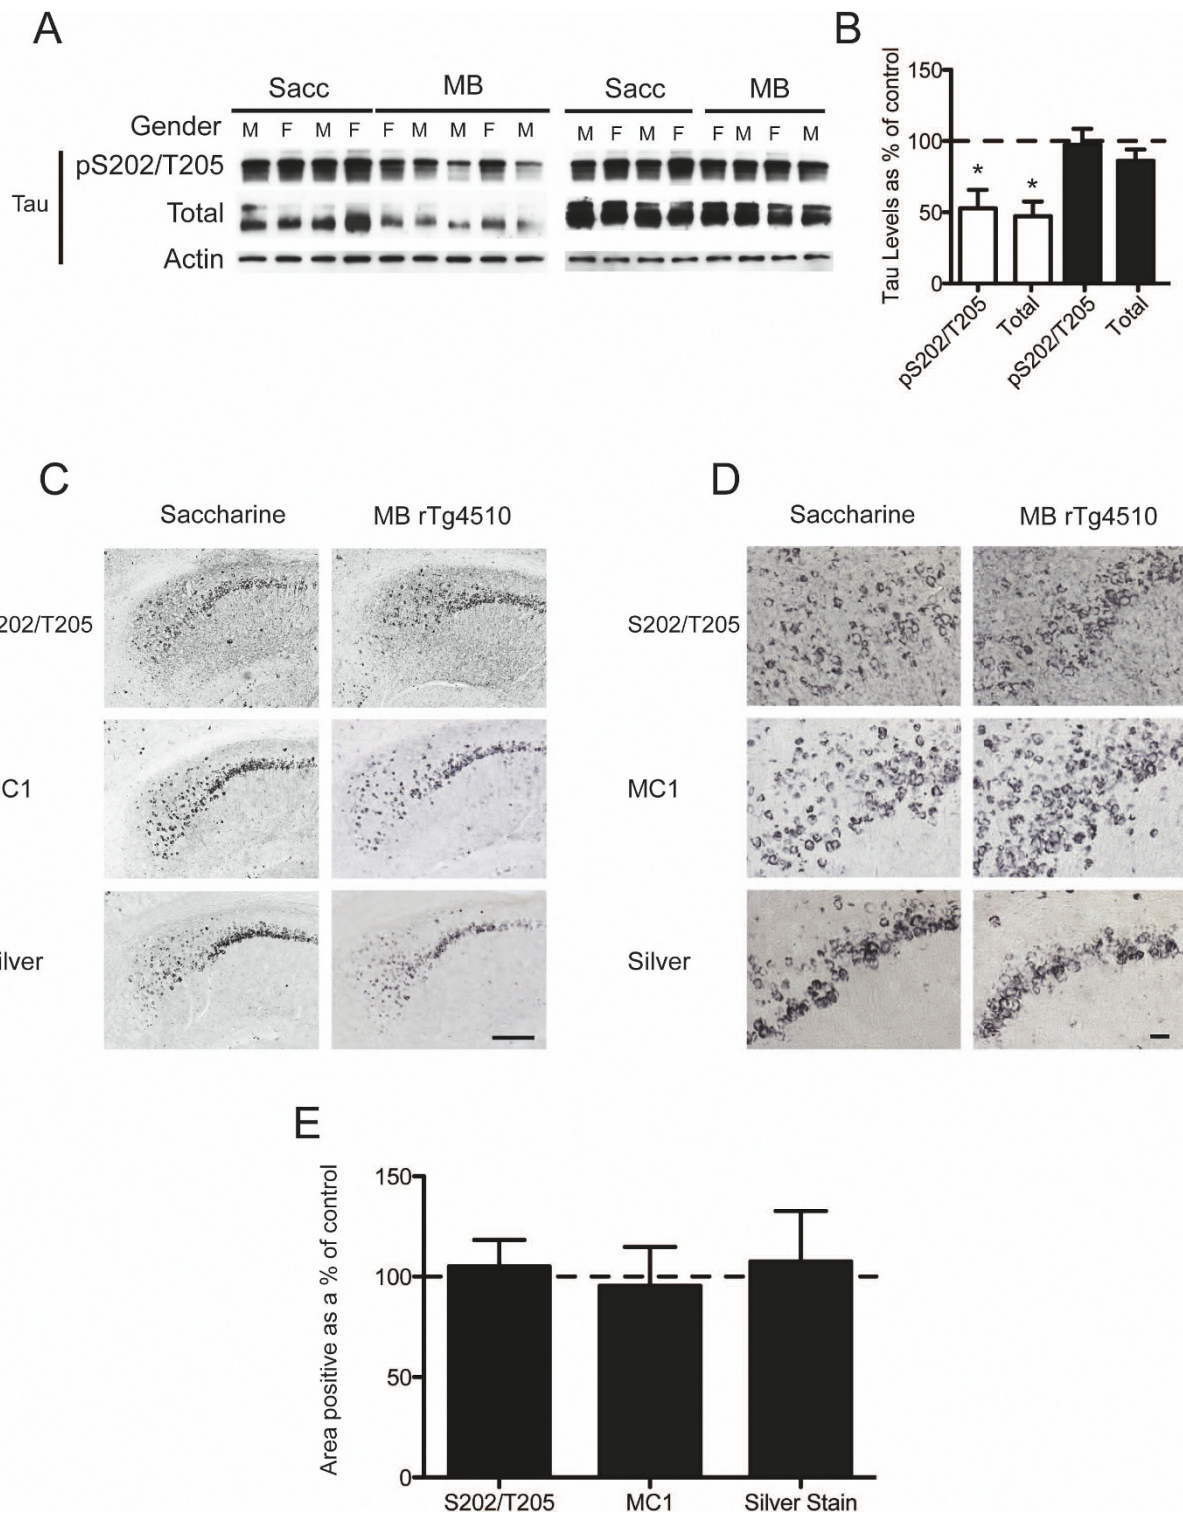 A
Sacc MB Sacc MB
Gender M F M F F M M F M M F M F F M F M
pS202/T205
Tau
Total
Actin
B
Tau Levels as % of control
150
100
50
0
* *
pS202/T205 Total pS202/T205 Total
C
Saccharine MB rTg4510
202/T205
C1
ilver
D
Saccharine MB rTg4510
S202/T205
MC1
Silver
E
Area positive as a % of control
150
100
50
0
S202/T205 MC1 Silver Stain